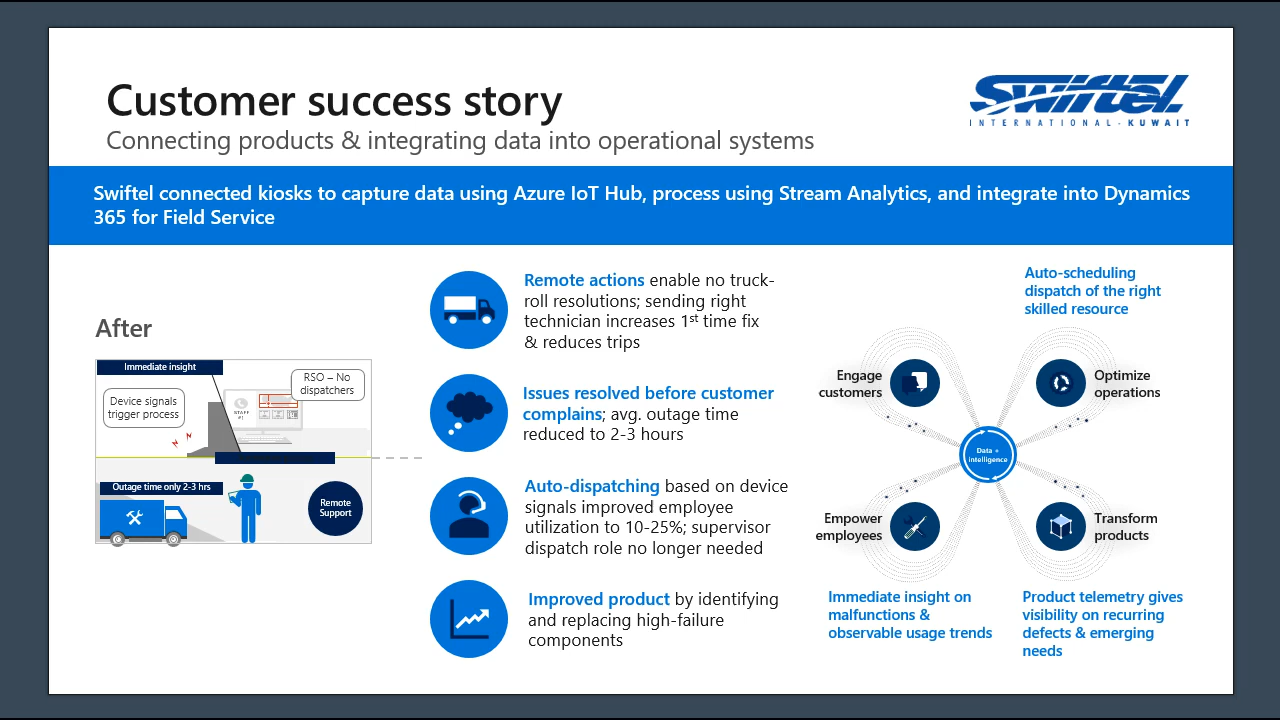 Customer success story
Connecting products & integrating data into operational systems
Swiftel
INTERNATIONAL - KUWAIT
Swiftel connected kiosks to capture data using Azure IoT Hub, process using Stream Analytics, and integrate into Dynamics
365 for Field Service
After
Immediate insight
RSO – No
dispatchers
Device signals
trigger process
STAFF
#1
Outage time only 2-3 hrs
Remote
Support
Remote actions enable no truck-
roll resolutions; sending right
technician increases 1st time fix
& reduces trips
Issues resolved before customer
complains; avg. outage time
reduced to 2-3 hours
Auto-dispatching based on device
signals improved employee
utilization to 10-25%; supervisor
dispatch role no longer needed
Improved product by identifying
and replacing high-failure
components
Auto-scheduling
dispatch of the right
skilled resource
Engage
customers
Optimize
operations
Data +
intelligence
Empower
employees
Transform
products
Immediate insight on
malfunctions &
observable usage trends
Product telemetry gives
visibility on recurring
defects & emerging
needs